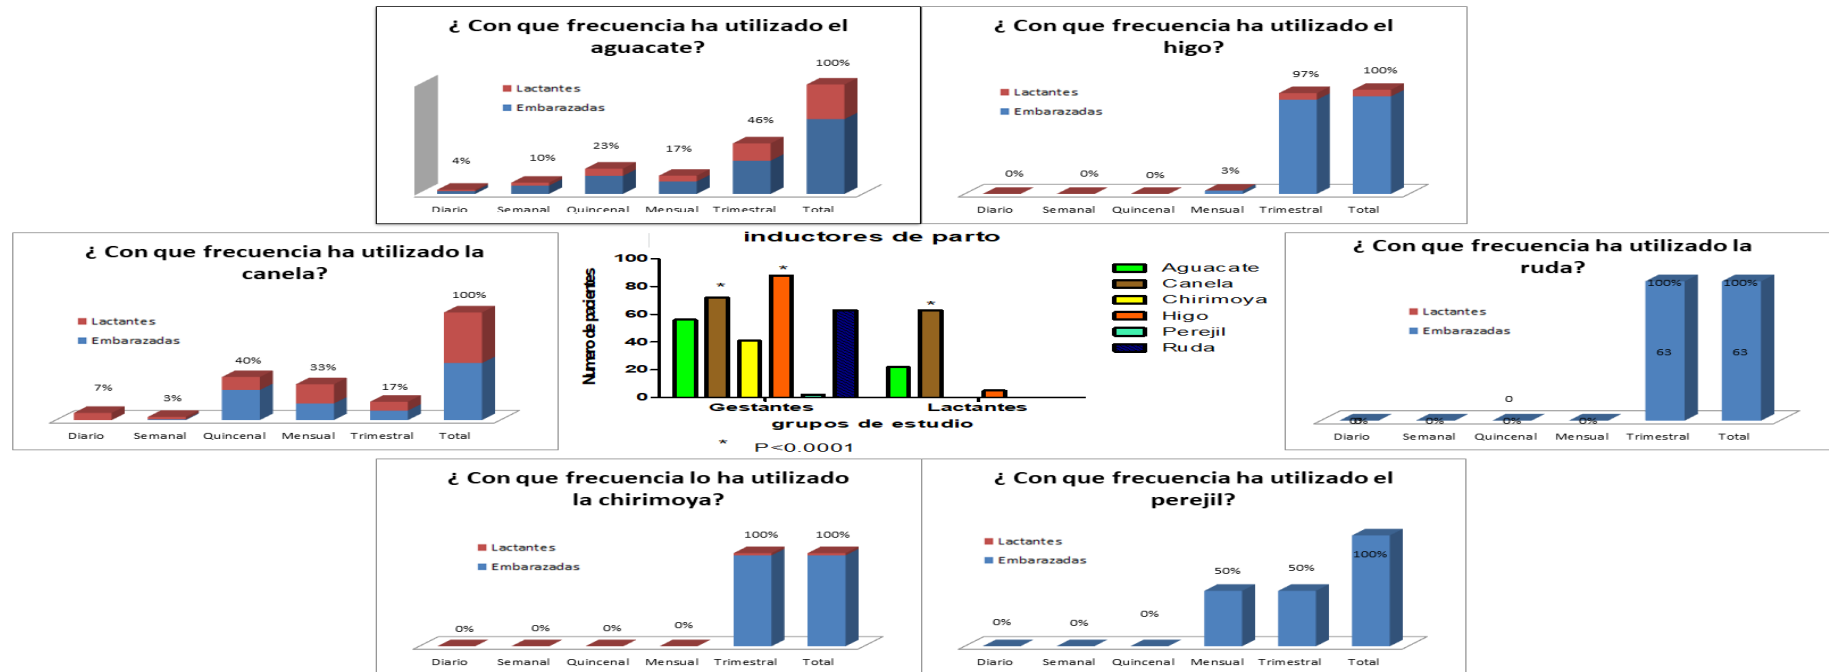 ¿ Con que frecuencia ha utilizado el
aguacate?
100%
Lactantes
Embarazadas
46%
23%
17%
10%
4%
Diario Semanal Quincenal Mensual Trimestral Total
¿ Con que frecuencia ha utilizado el
higo?
97% 100%
Lactantes
Embarazadas
0% 0% 0% 3%
Diario Semanal Quincenal Mensual Trimestral Total
¿ Con que frecuencia ha utilizado la
canela?
100%
Lactantes
Embarazadas
40%
33%
17%
7%
3%
Diario Semanal Quincenal Mensual Trimestral Total
inductores de parto
Numero de pacientes
100
80
60
40
20
0
* * *
Gestantes Lactantes
grupos de estudio
* P<0.0001
Aguacate
Canela
Chirimoya
Higo
Perejil
Ruda
¿ Con que frecuencia ha utilizado la
ruda?
100% 100%
Lactantes
Embarazadas
63 63
0
0% 0% 0% 0%
Diario Semanal Quincenal Mensual Trimestral Total
¿ Con que frecuencia lo ha utilizado
la chirimoya?
100% 100%
Lactantes
Embarazadas
0% 0% 0% 0%
Diario Semanal Quincenal Mensual Trimestral Total
¿ Con que frecuencia ha utilizado el
perejil?
Lactantes
Embarazadas
100%
50% 50%
0% 0% 0%
Diario Semanal Quincenal Mensual Trimestral Total